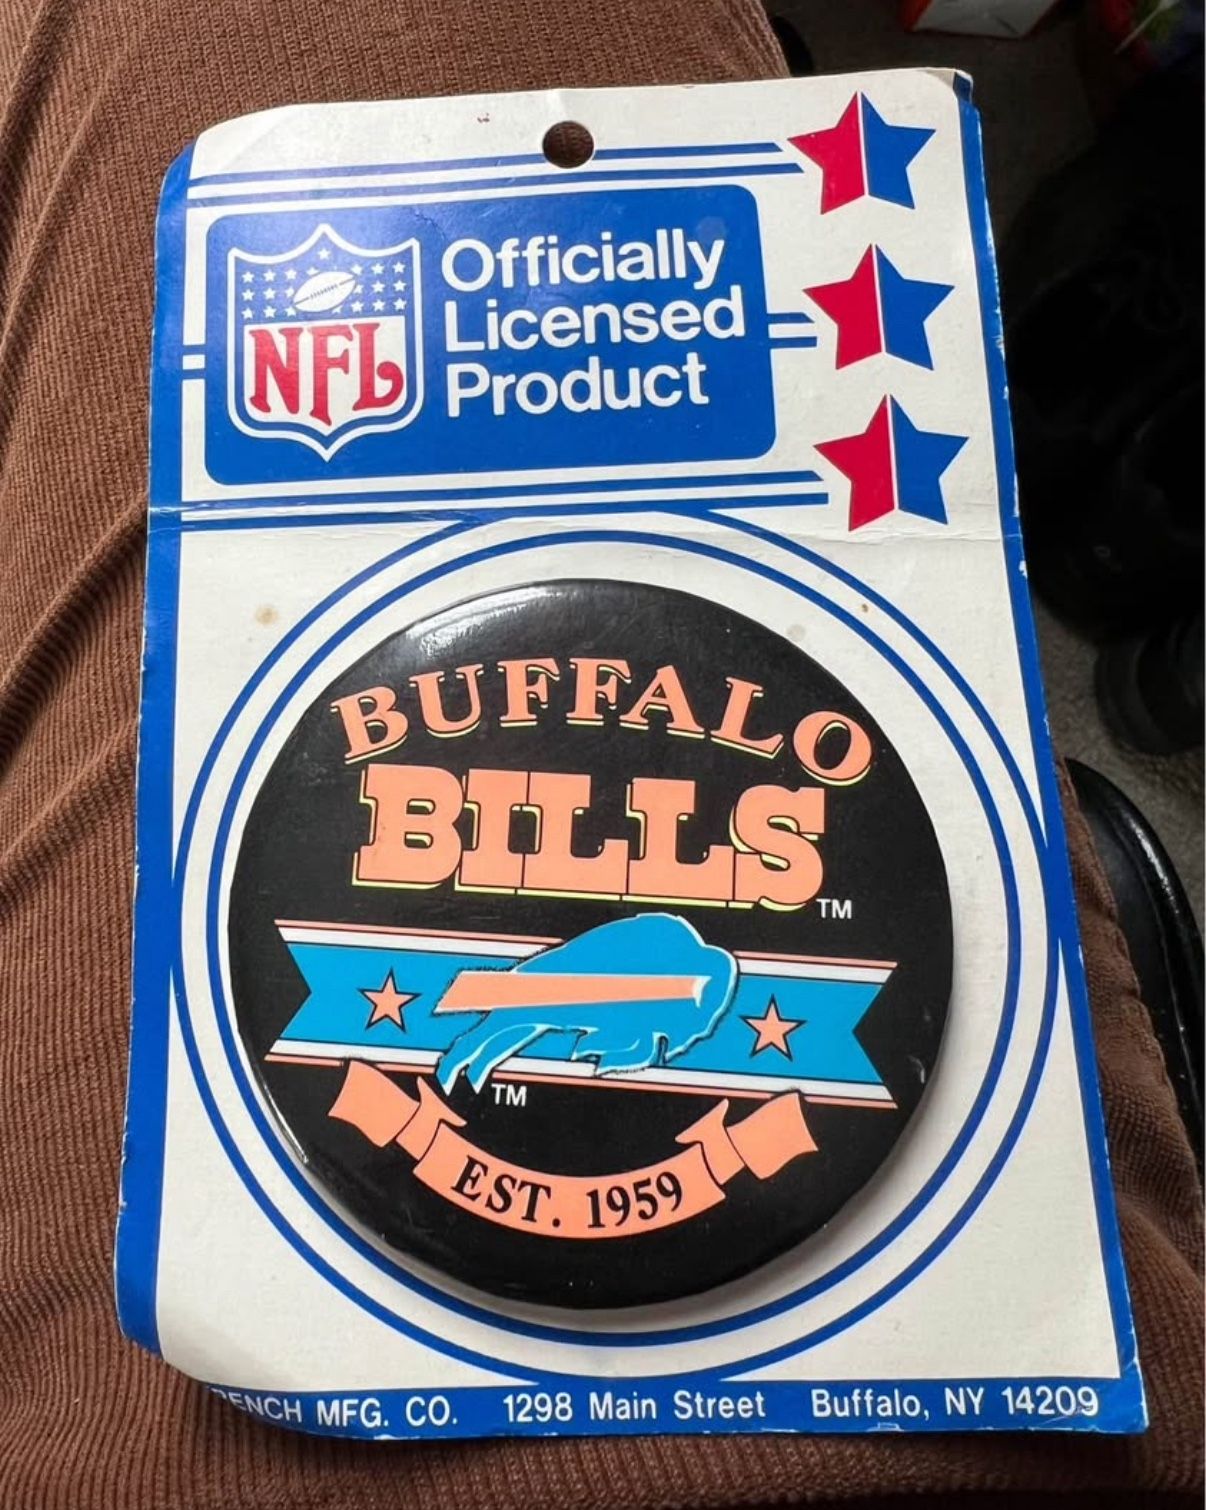 NFL
Officially
Licensed
Product
BUFFALO
BILLS
TM
TM
EST. 1959
MFG. CO. 1298 Main Street Buffalo, NY 14209